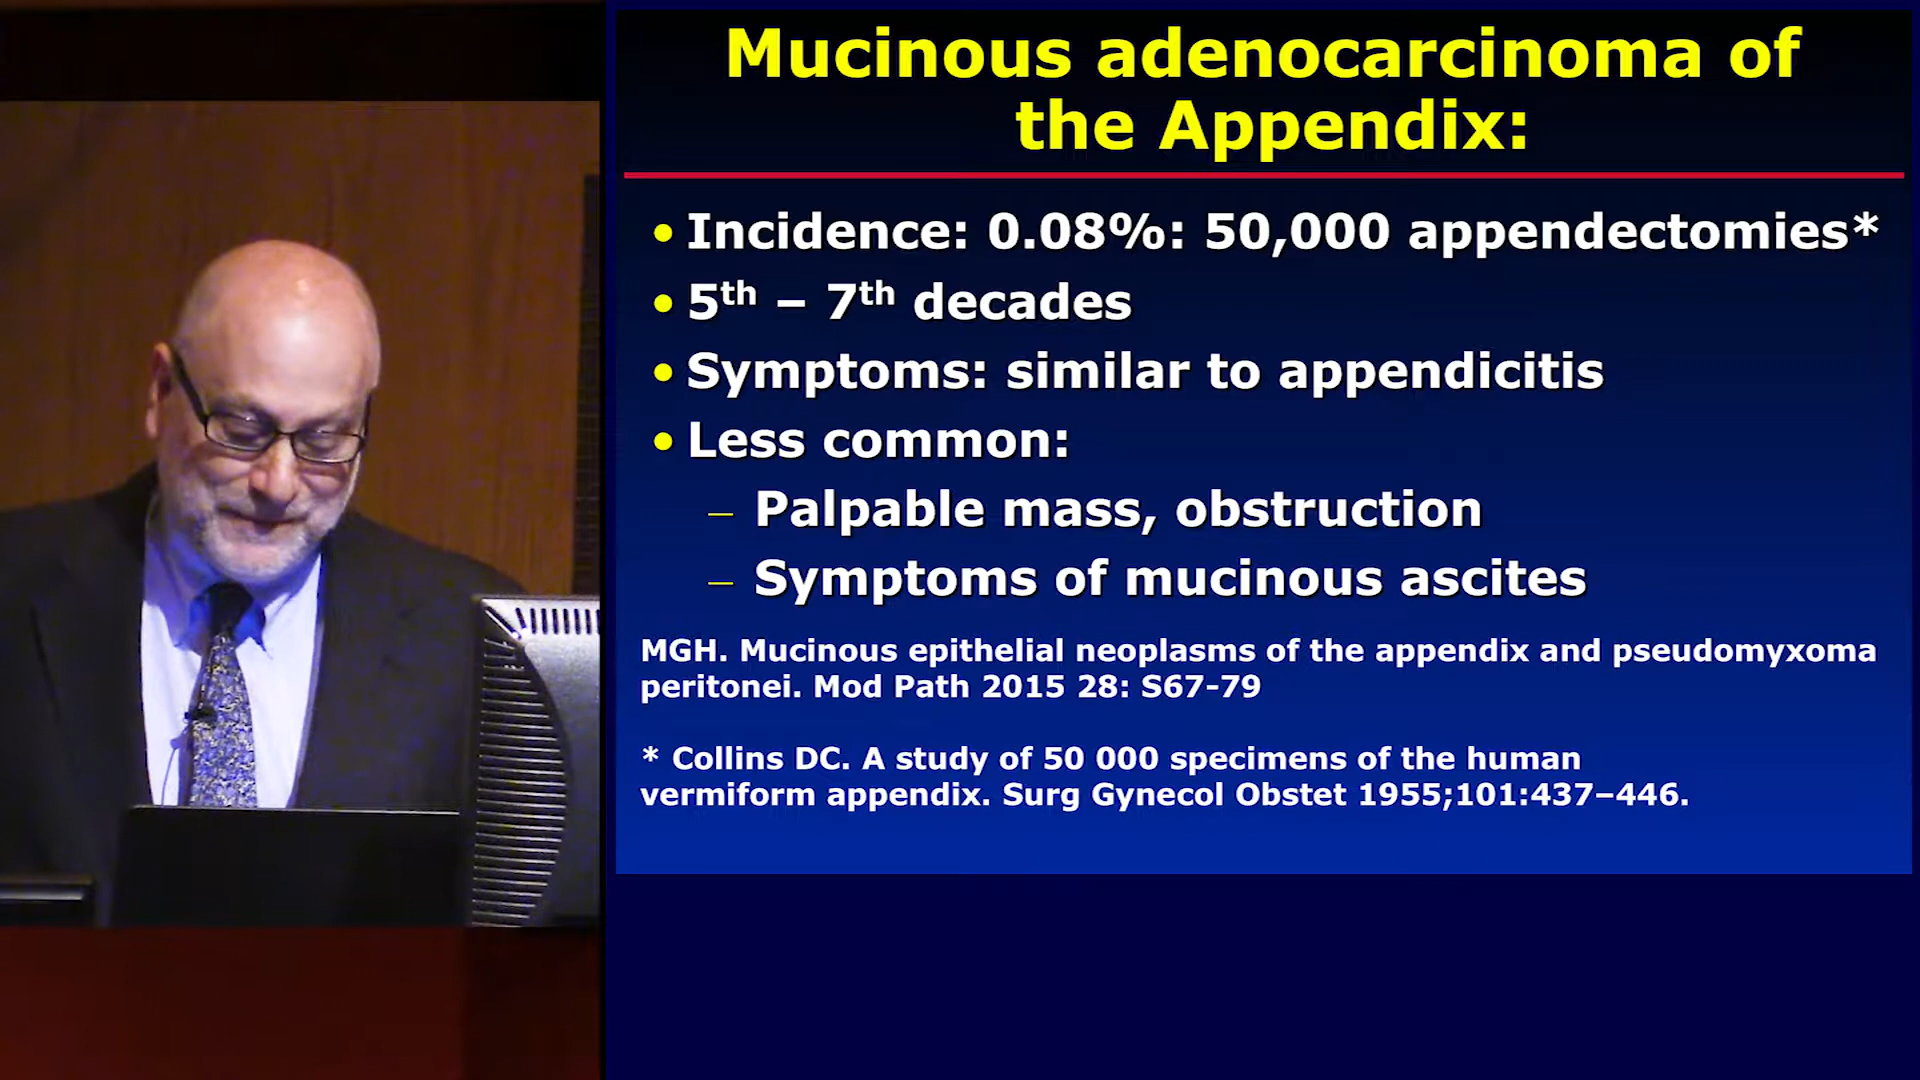 Mucinous adenocarcinoma of
the Appendix:
• Incidence: 0.08%: 50,000 appendectomies*
• 5th – 7th decades
• Symptoms: similar to appendicitis
• Less common:
– Palpable mass, obstruction
– Symptoms of mucinous ascites
MGH. Mucinous epithelial neoplasms of the appendix and pseudomyxoma
peritonei. Mod Path 2015 28: S67-79
* Collins DC. A study of 50 000 specimens of the human
vermiform appendix. Surg Gynecol Obstet 1955;101:437–446.